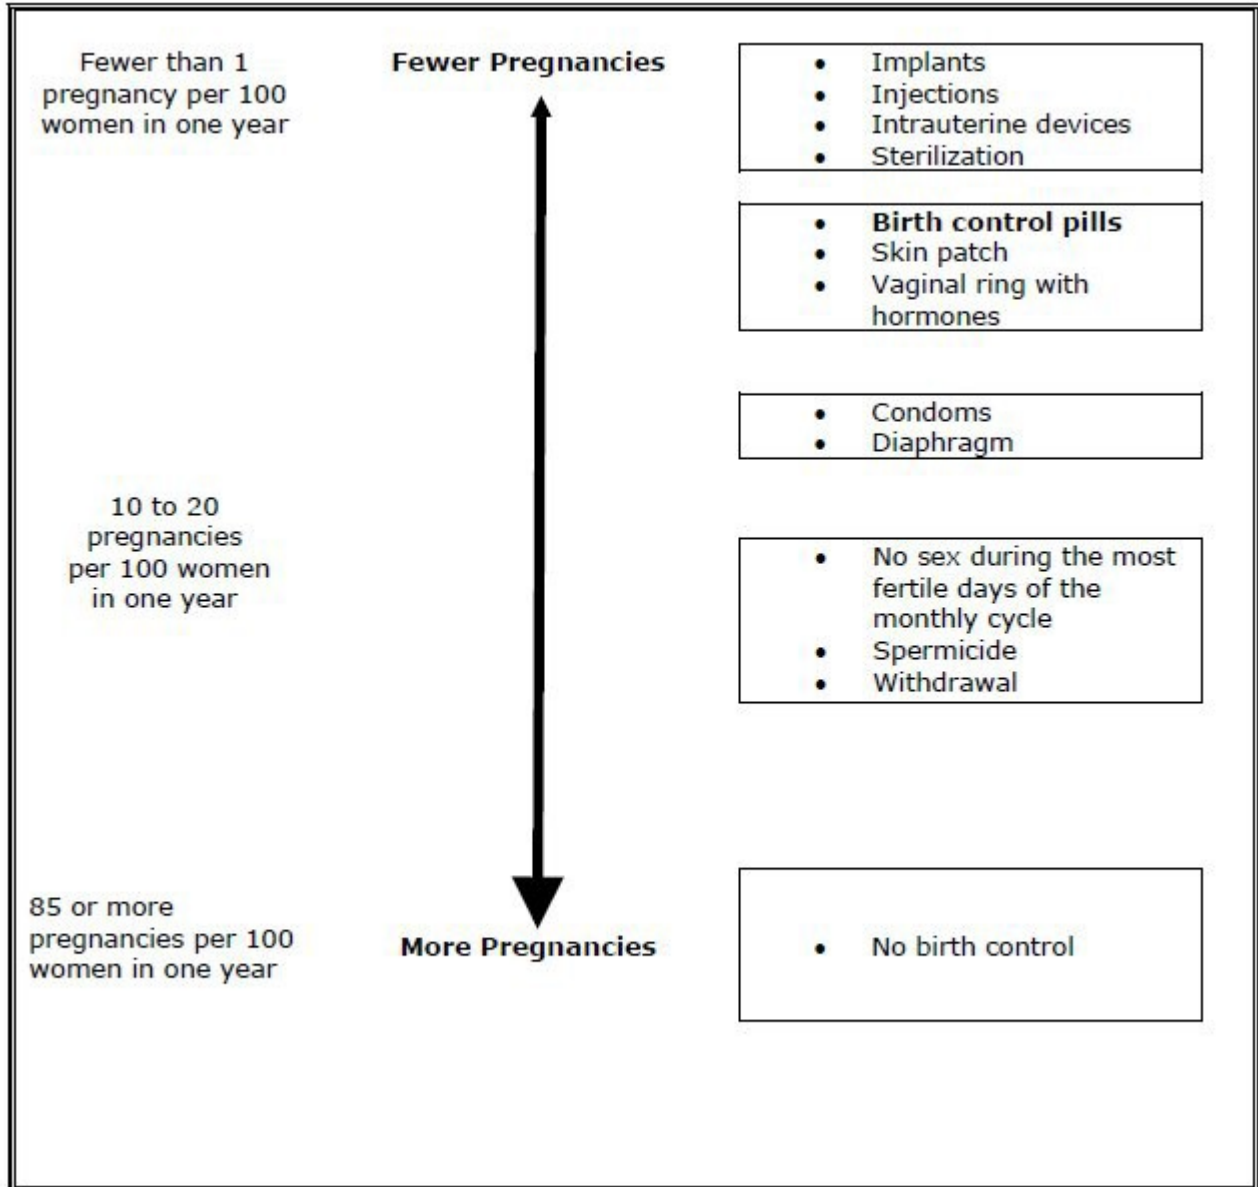 Fewer than 1
pregnancy per 100
women in one year
Fewer Pregnancies
• Implants
• Injections
• Intrauterine devices
• Sterilization
• Birth control pills
• Skin patch
• Vaginal ring with
hormones
• Condoms
• Diaphragm
10 to 20
pregnancies
per 100 women
in one year
• No sex during the most
fertile days of the
monthly cycle
• Spermicide
• Withdrawal
85 or more
pregnancies per 100
women in one year
More Pregnancies
• No birth control